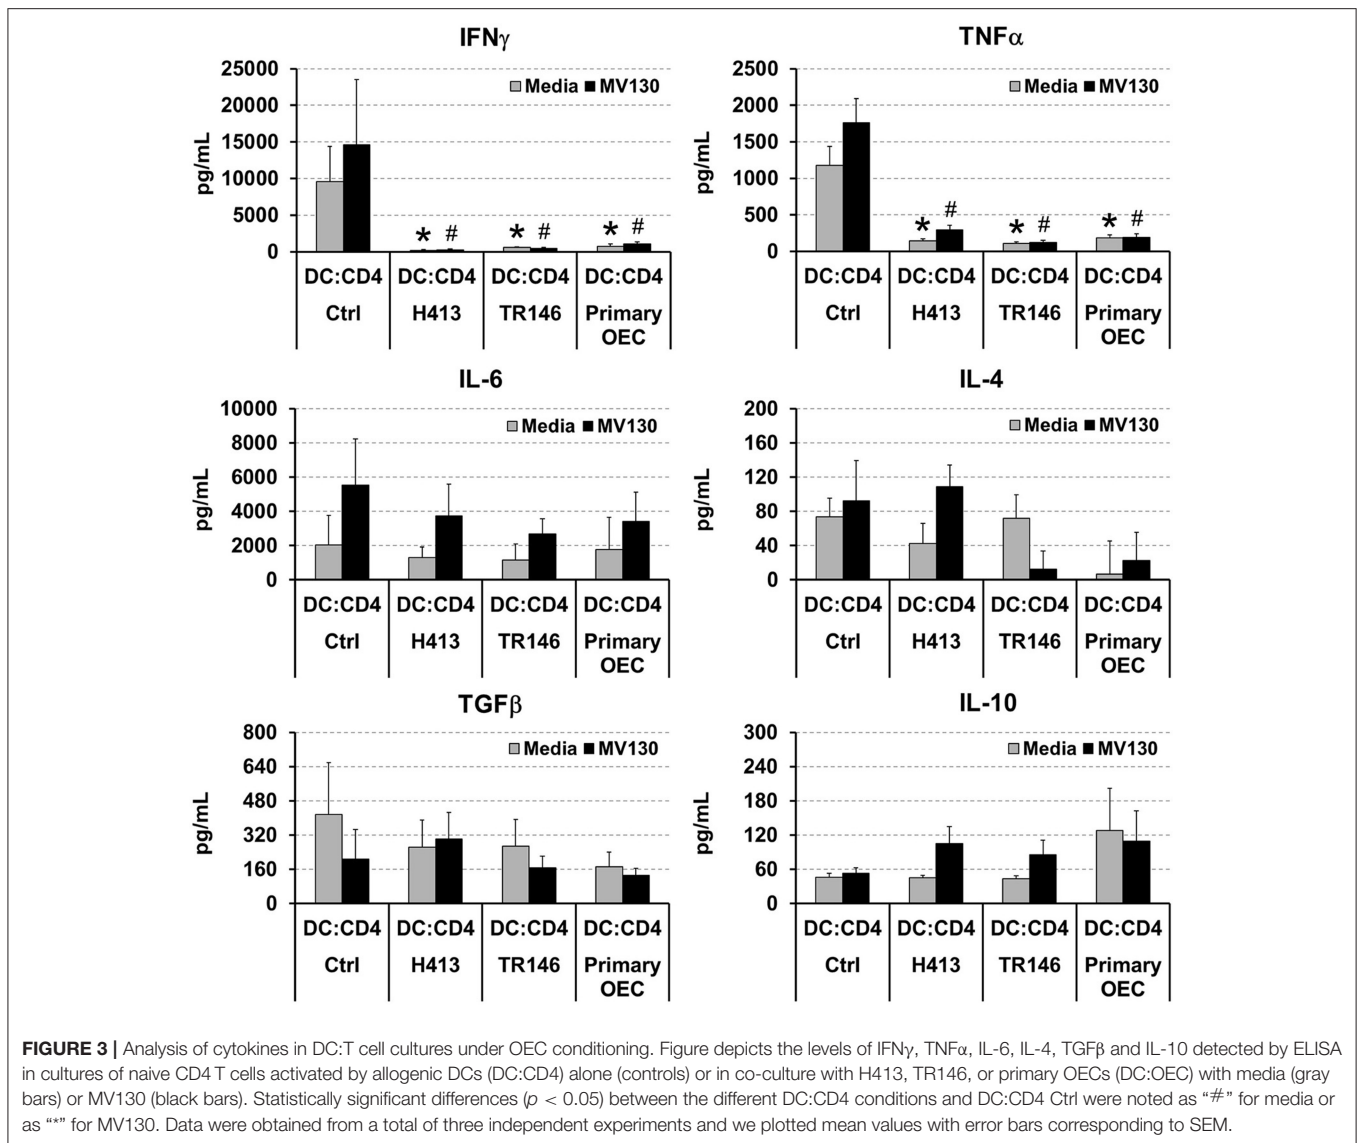 IFNγ
25000
20000
15000
10000
5000
0
pg/mL
Media MV130
* # * # * #
DC:CD4 DC:CD4 DC:CD4 DC:CD4
Ctrl H413 TR146 Primary
OEC
TNFα
2500
2000
1500
1000
500
0
pg/mL
Media MV130
* # * # * #
DC:CD4 DC:CD4 DC:CD4 DC:CD4
Ctrl H413 TR146 Primary
OEC
IL-6
10000
8000
6000
4000
2000
0
pg/mL
Media MV130
DC:CD4 DC:CD4 DC:CD4 DC:CD4
Ctrl H413 TR146 Primary
OEC
IL-4
200
160
120
80
40
0
pg/mL
Media MV130
DC:CD4 DC:CD4 DC:CD4 DC:CD4
Ctrl H413 TR146 Primary
OEC
TGFβ
800
640
480
320
160
0
pg/mL
Media MV130
DC:CD4 DC:CD4 DC:CD4 DC:CD4
Ctrl H413 TR146 Primary
OEC
IL-10
300
240
180
120
60
0
pg/mL
Media MV130
DC:CD4 DC:CD4 DC:CD4 DC:CD4
Ctrl H413 TR146 Primary
OEC
FIGURE 3 | Analysis of cytokines in DC:T cell cultures under OEC conditioning. Figure depicts the levels of IFNγ, TNFα, IL-6, IL-4, TGFβ and IL-10 detected by ELISA
in cultures of naive CD4 T cells activated by allogenic DCs (DC:CD4) alone (controls) or in co-culture with H413, TR146, or primary OECs (DC:OEC) with media (gray
bars) or MV130 (black bars). Statistically significant differences (p < 0.05) between the different DC:CD4 conditions and DC:CD4 Ctrl were noted as “#” for media or
as “*” for MV130. Data were obtained from a total of three independent experiments and we plotted mean values with error bars corresponding to SEM.